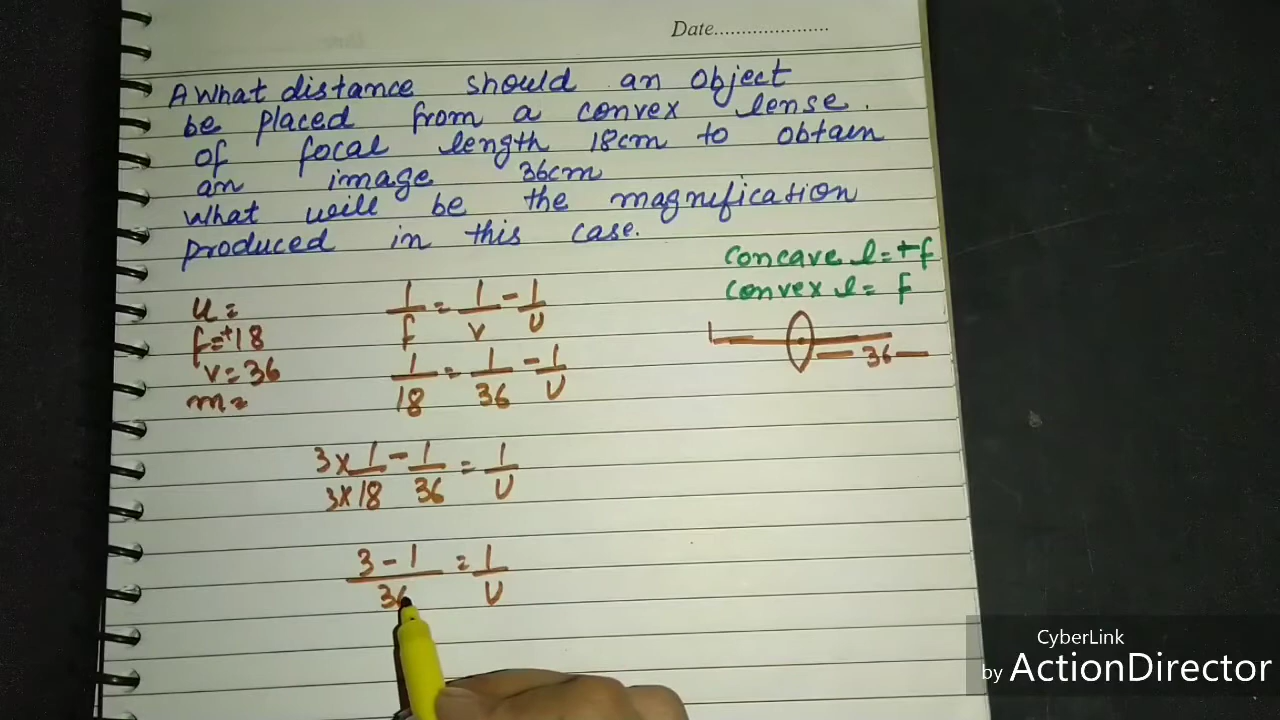 Date.....................
A What distance should an object
be placed from a convex lense.
of focal length 18cm to obtain
an image 36cm
What will be the magnification
produced in this case.
concave l = +f
convex l = f
36
u =
f = +18
v = 36
m =
1/f = 1/v - 1/u
1/18 = 1/36 - 1/u
3 × 1/3 × 18 - 1/36 = 1/u
3 - 1/36 = 1/u
CyberLink
by ActionDirector